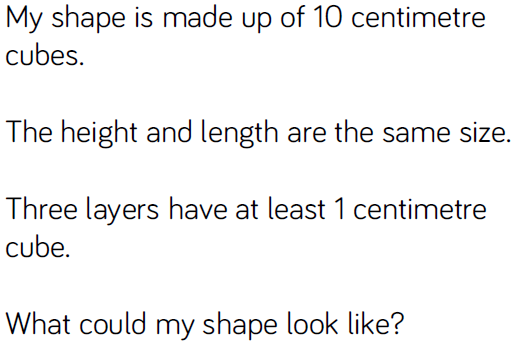 My shape is made up of 10 centimetre
cubes.
The height and length are the same size.
Three layers have at least 1 centimetre
cube.
What could my shape look like?